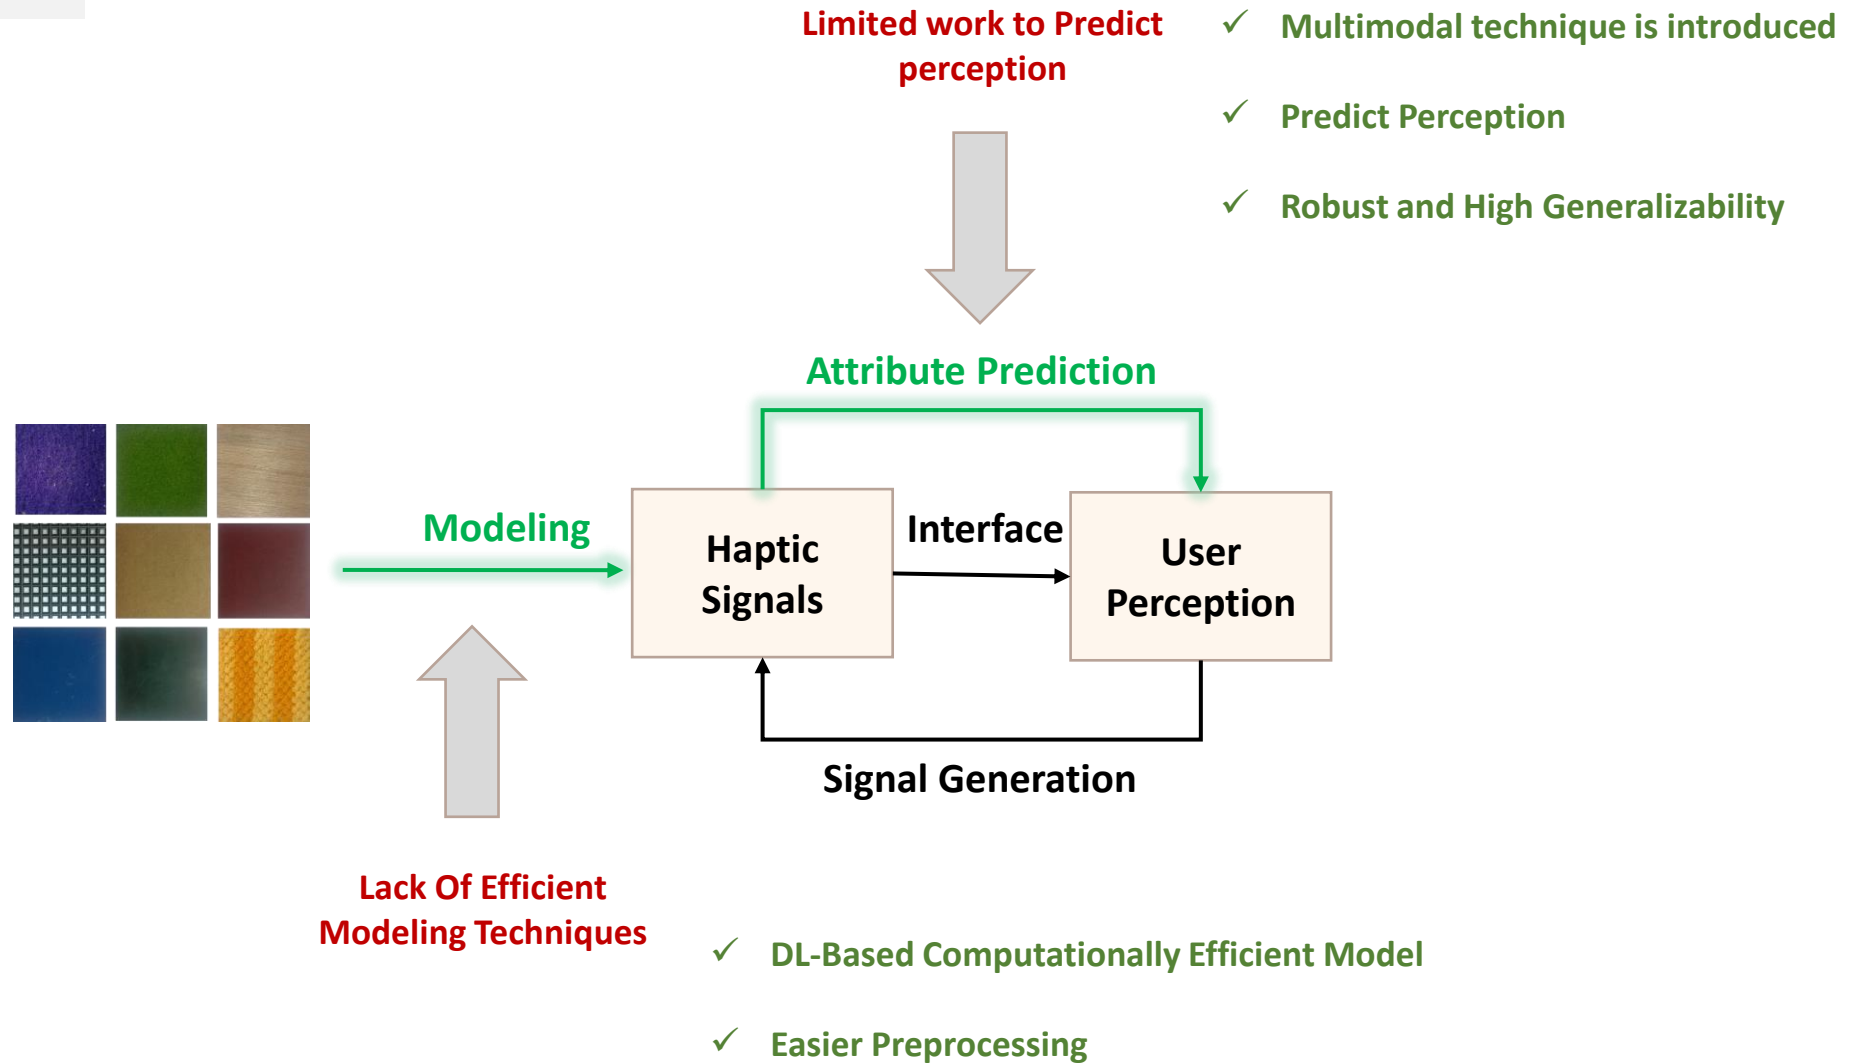 Limited work to Predict
perception
✓ Multimodal technique is introduced
✓ Predict Perception
✓ Robust and High Generalizability
Attribute Prediction
Modeling
Haptic
Signals
Interface
User
Perception
Signal Generation
Lack Of Efficient
Modeling Techniques
✓ DL-Based Computationally Efficient Model
✓ Easier Preprocessing